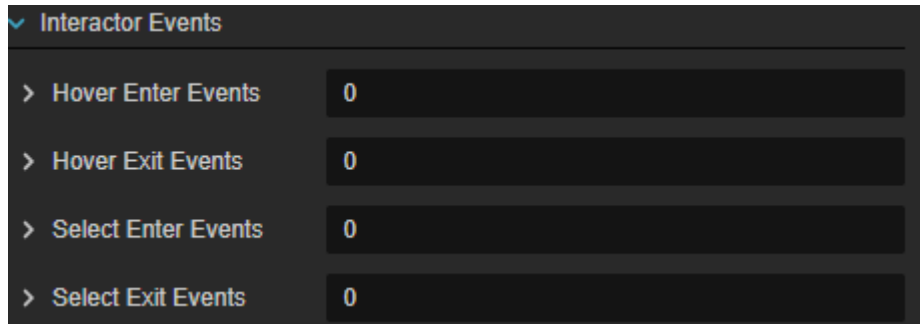 Interactor Events
Hover Enter Events 0
Hover Exit Events 0
Select Enter Events 0
Select Exit Events 0